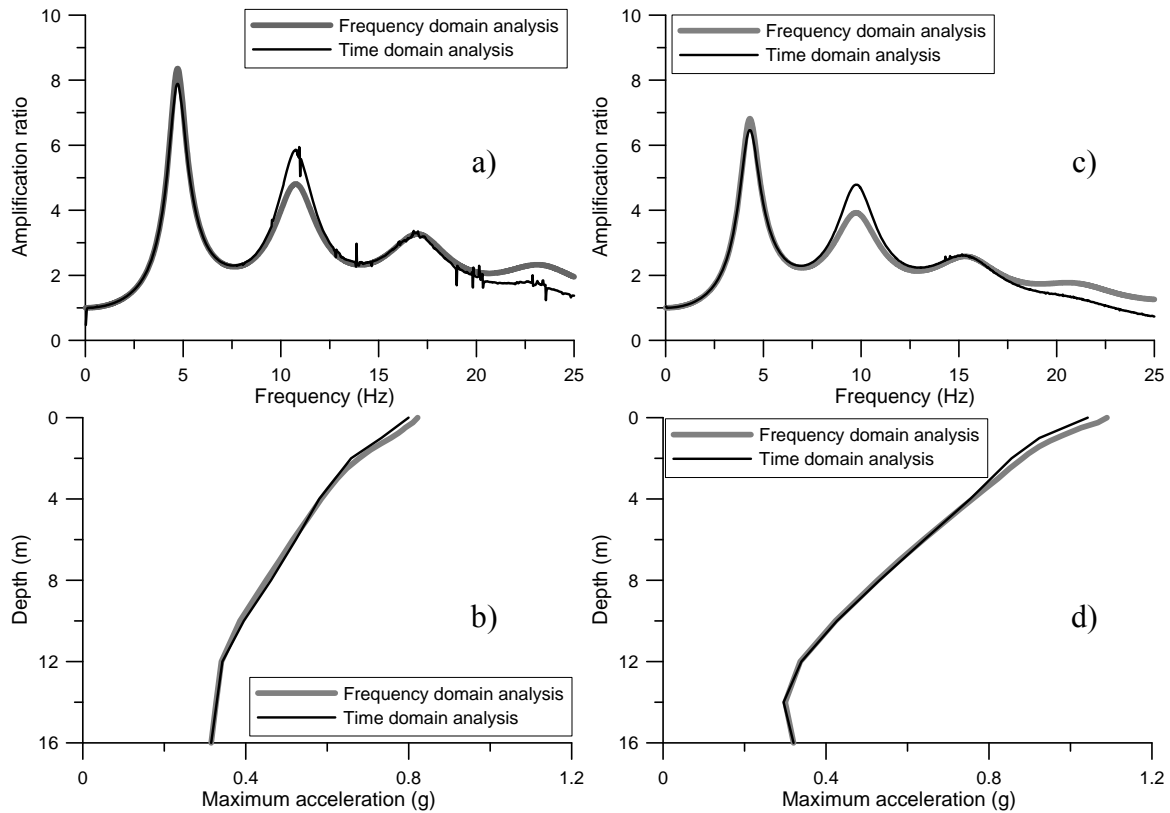 Frequency domain analysis
Time domain analysis
a)
Amplification ratio
10
8
6
4
2
0
0 5 10 15 20 25
Frequency (Hz)
Frequency domain analysis
Time domain analysis
c)
Amplification ratio
10
8
6
4
2
0
0 5 10 15 20 25
Frequency (Hz)
Depth (m)
0
4
8
12
16
b)
Frequency domain analysis
Time domain analysis
0 0.4 0.8 1.2
Maximum acceleration (g)
Frequency domain analysis
Time domain analysis
Depth (m)
0
4
8
12
16
d)
0 0.4 0.8 1.2
Maximum acceleration (g)